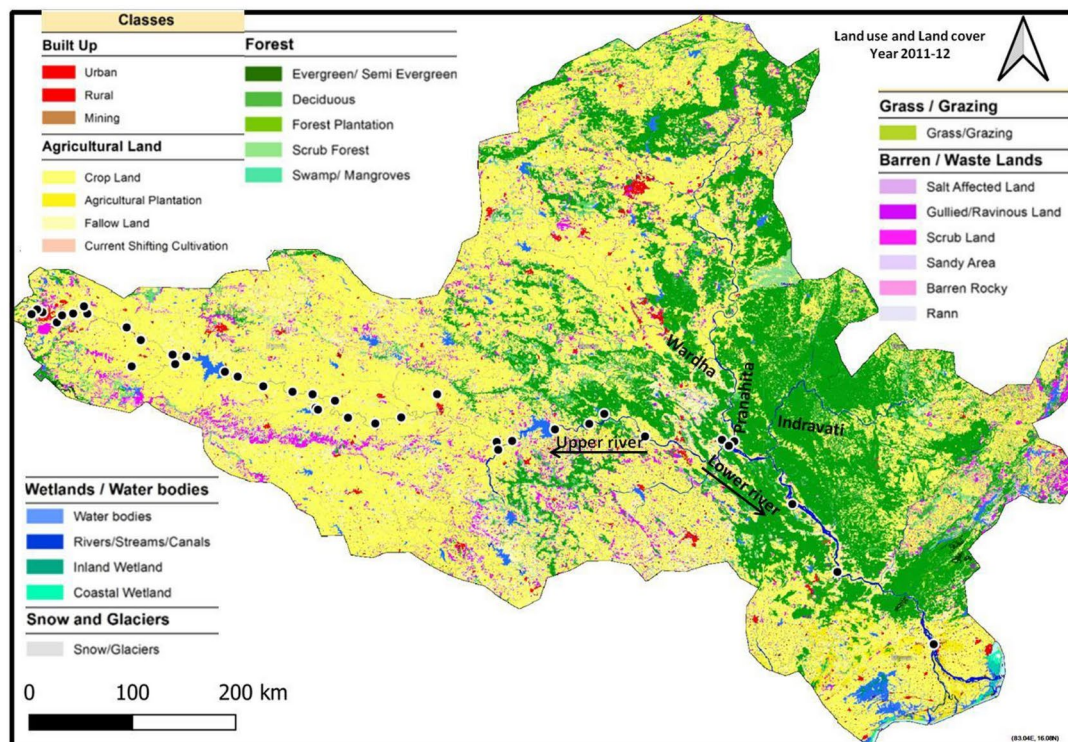 Classes
Built Up
Urban
Rural
Mining
Agricultural Land
Crop Land
Agricultural Plantation
Fallow Land
Current Shifting Cultivation
Forest
Evergreen/ Semi Evergreen
Deciduous
Forest Plantation
Scrub Forest
Swamp/ Mangroves
Land use and Land cover
Year 2011-12
Grass / Grazing
Grass/Grazing
Barren / Waste Lands
Salt Affected Land
Gullied/Ravinous Land
Scrub Land
Sandy Area
Barren Rocky
Rann
Wardha
Pranahita
Indravati
Upper river
Lower river
Wetlands / Water bodies
Water bodies
Rivers/Streams/Canals
Inland Wetland
Coastal Wetland
Snow and Glaciers
Snow/Glaciers
0 100 200 km
(83.04E, 16.08N)